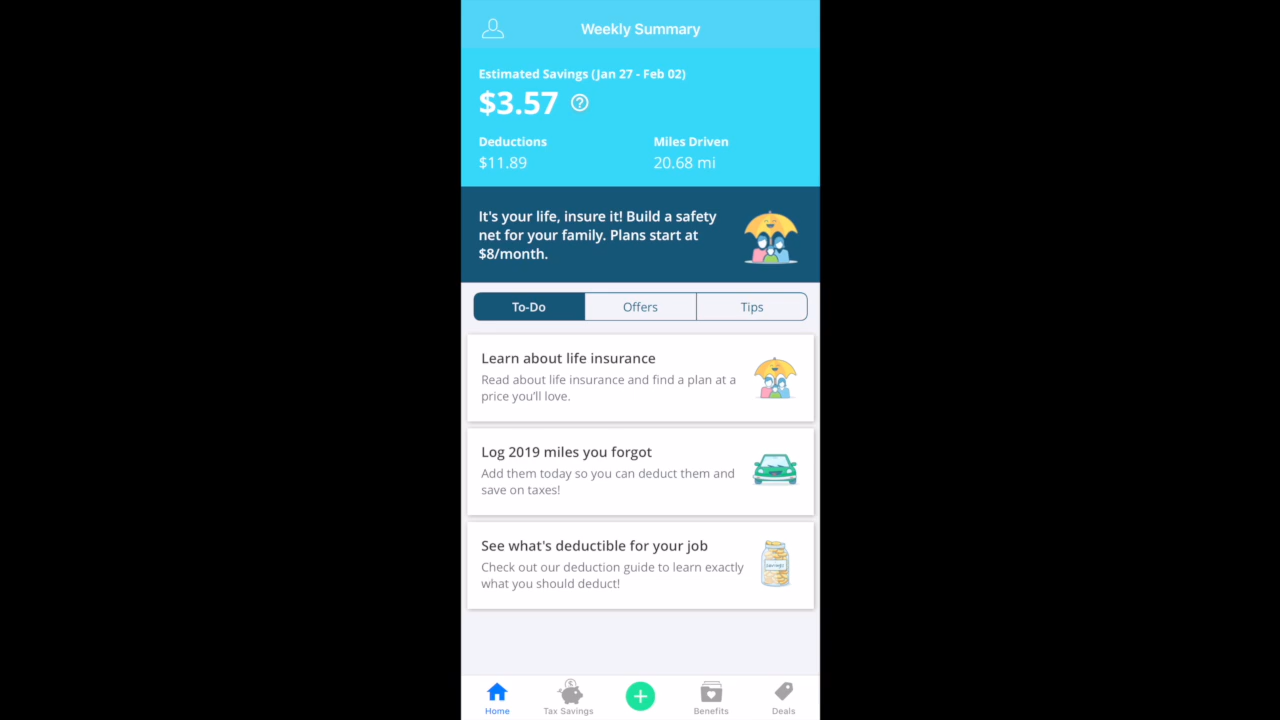 Weekly Summary
Estimated Savings (Jan 27 - Feb 02)
$3.57 ?
Deductions
Miles Driven
$11.89
20.68 mi
It's your life, insure it! Build a safety
net for your family. Plans start at
$8/month.
To-Do
Offers
Tips
Learn about life insurance
Read about life insurance and find a plan at a
price you'll love.
Log 2019 miles you forgot
Add them today so you can deduct them and
save on taxes!
See what's deductible for your job
Check out our deduction guide to learn exactly
what you should deduct!
SAVINGS
Home
Tax Savings
+
Benefits
Deals